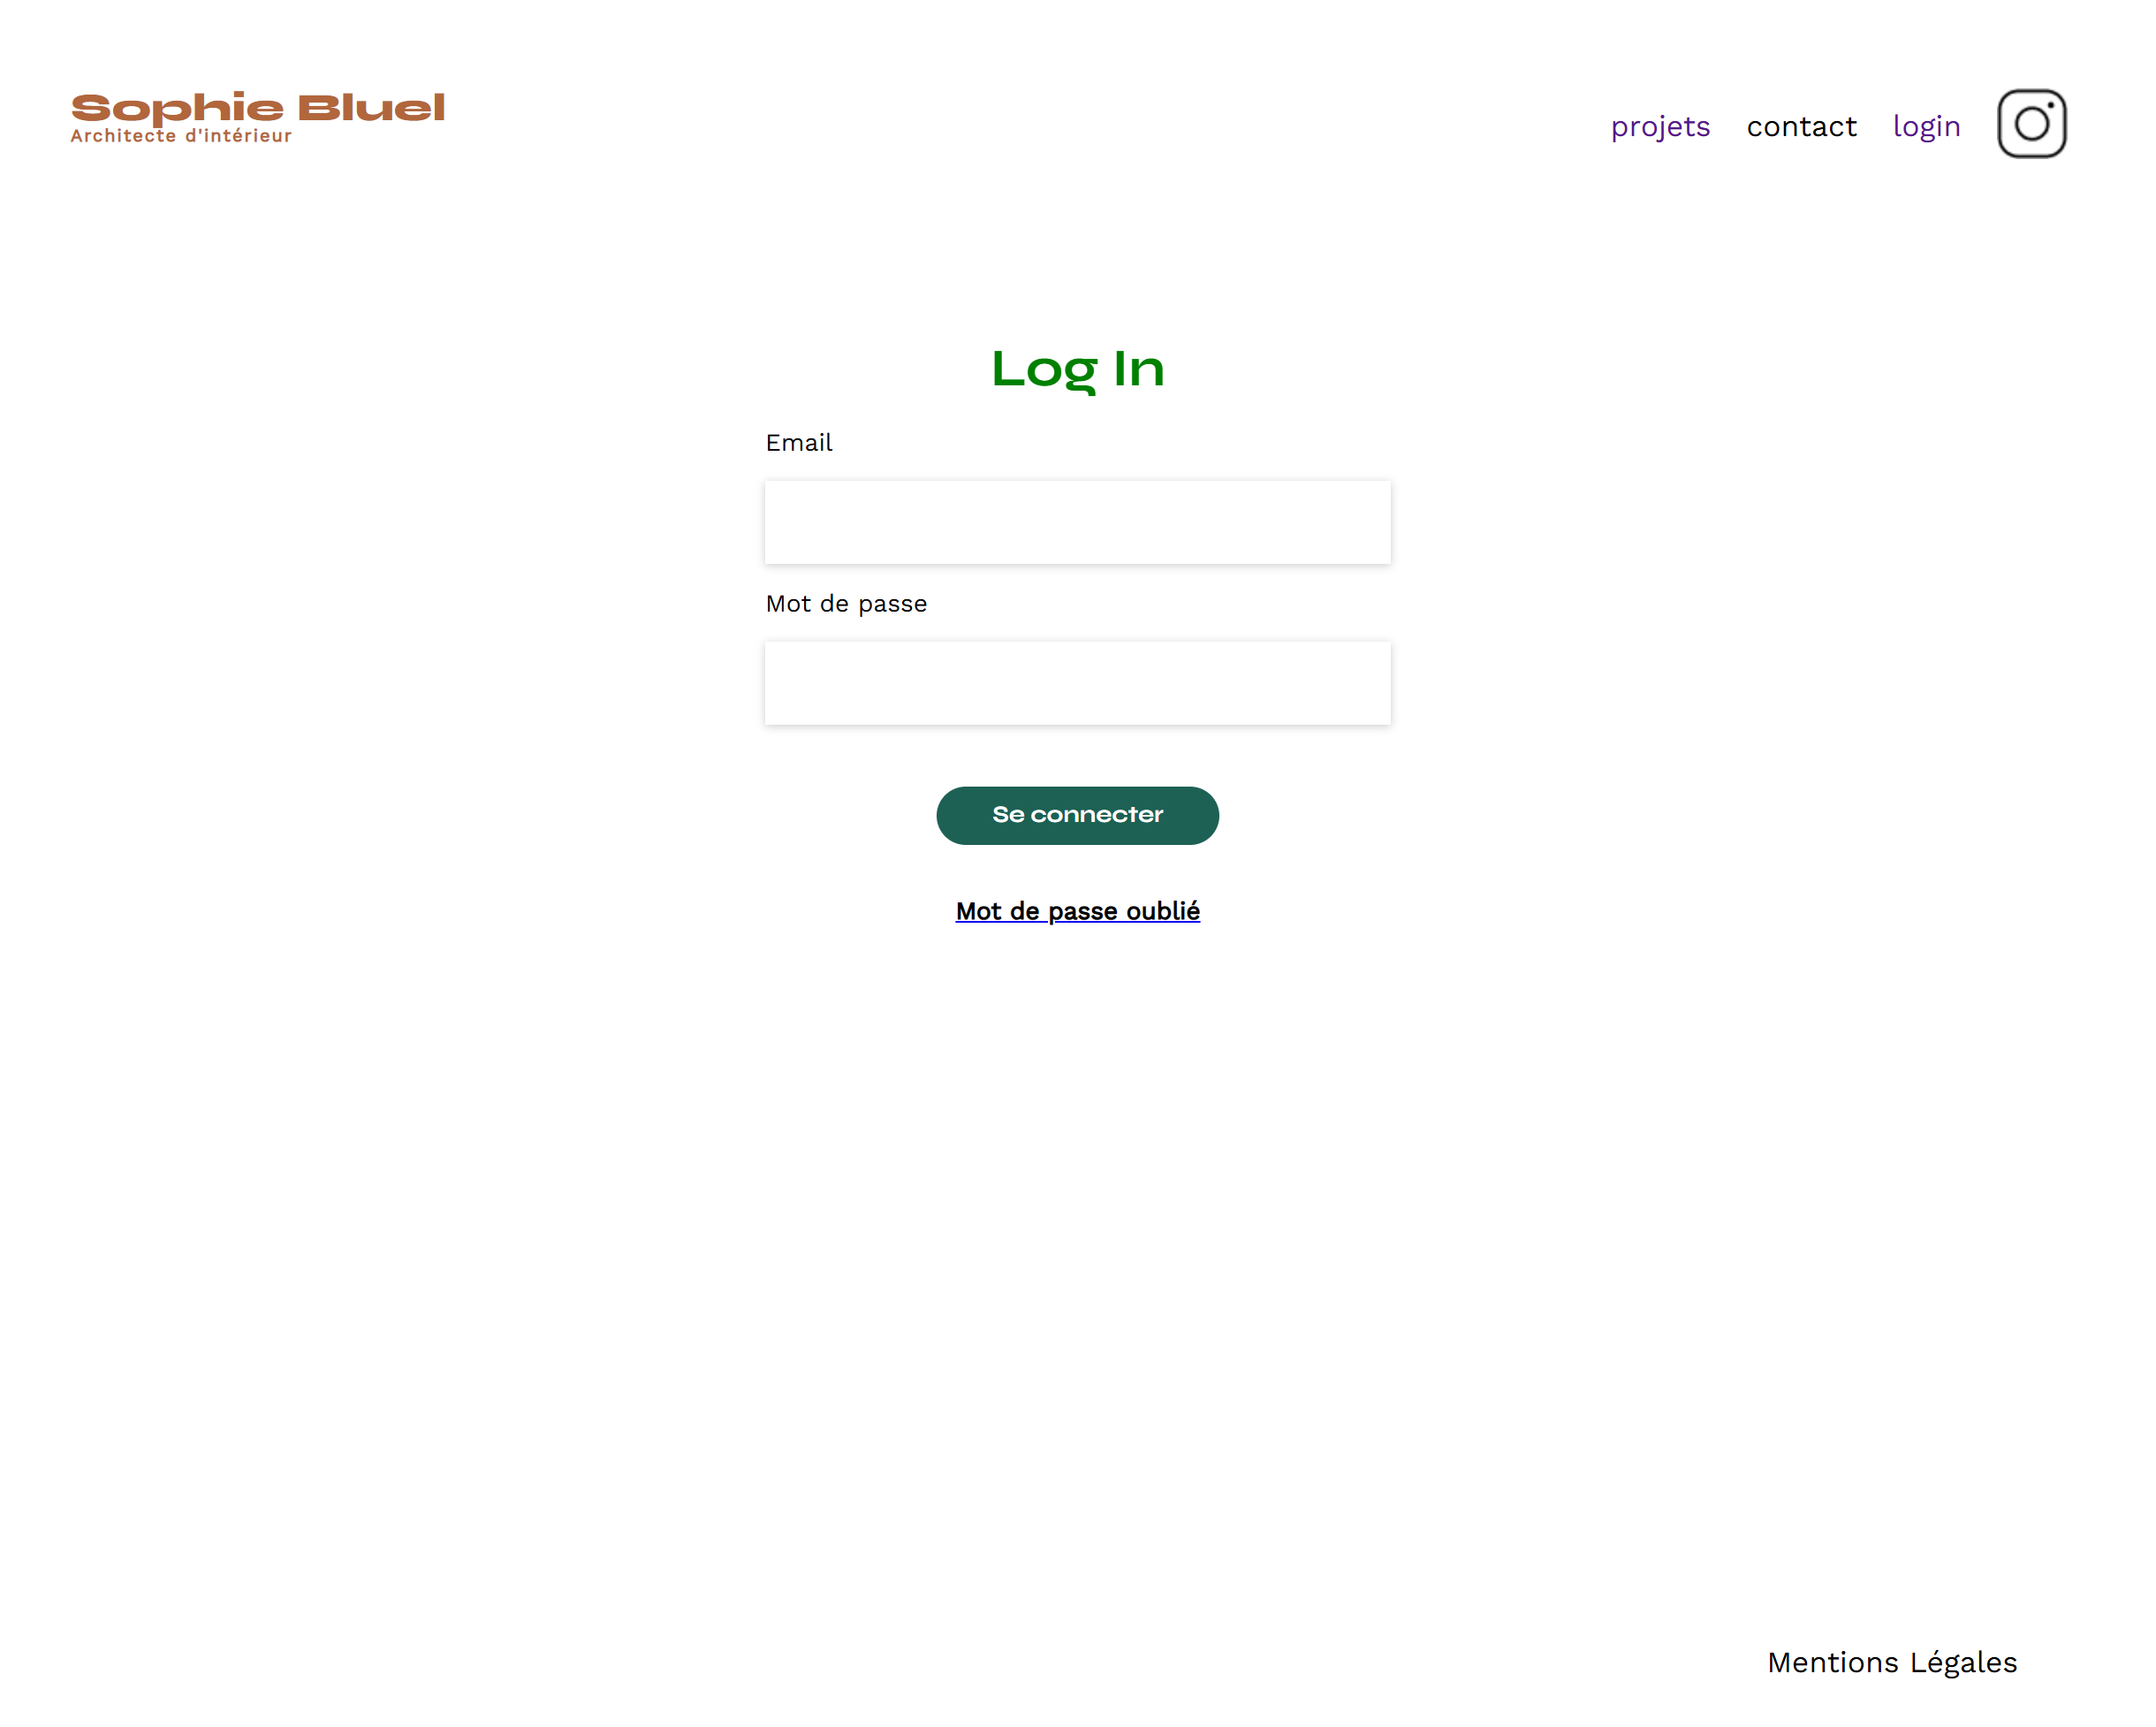 Sophie Bluel
Architecte d'intérieur
projets contact login
Log In
Email
Mot de passe
Se connecter
Mot de passe oublié
Mentions Légales